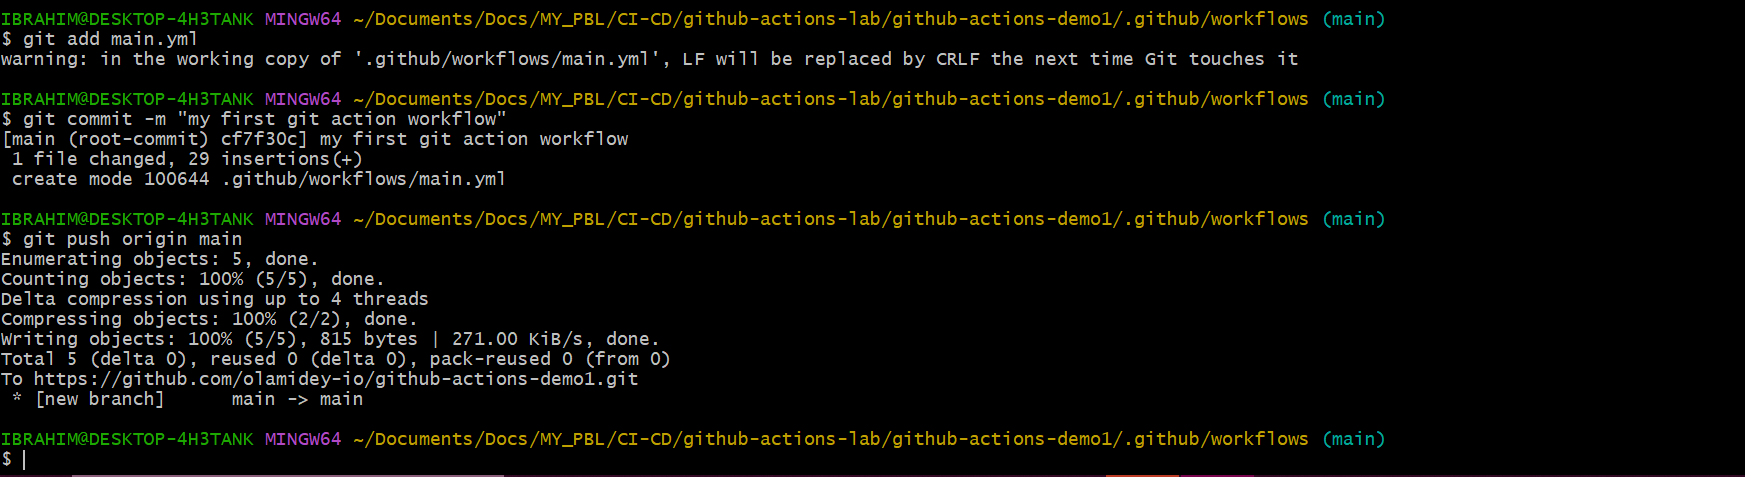 IBRAHIM@DESKTOP-4H3TANK MINGW64 ~/Documents/Docs/MY_PBL/CI-CD/github-actions-lab/github-actions-demo1/.github/workflows (main)
$ git add main.yml
warning: in the working copy of '.github/workflows/main.yml', LF will be replaced by CRLF the next time Git touches it
IBRAHIM@DESKTOP-4H3TANK MINGW64 ~/Documents/Docs/MY_PBL/CI-CD/github-actions-lab/github-actions-demo1/.github/workflows (main)
$ git commit -m "my first git action workflow"
[main (root-commit) cf7f30c] my first git action workflow
 1 file changed, 29 insertions(+)
 create mode 100644 .github/workflows/main.yml
IBRAHIM@DESKTOP-4H3TANK MINGW64 ~/Documents/Docs/MY_PBL/CI-CD/github-actions-lab/github-actions-demo1/.github/workflows (main)
$ git push origin main
Enumerating objects: 5, done.
Counting objects: 100% (5/5), done.
Delta compression using up to 4 threads
Compressing objects: 100% (2/2), done.
Writing objects: 100% (5/5), 815 bytes | 271.00 KiB/s, done.
Total 5 (delta 0), reused 0 (delta 0), pack-reused 0 (from 0)
To https://github.com/olamidey-io/github-actions-demo1.git
 * [new branch]      main -> main
IBRAHIM@DESKTOP-4H3TANK MINGW64 ~/Documents/Docs/MY_PBL/CI-CD/github-actions-lab/github-actions-demo1/.github/workflows (main)
$